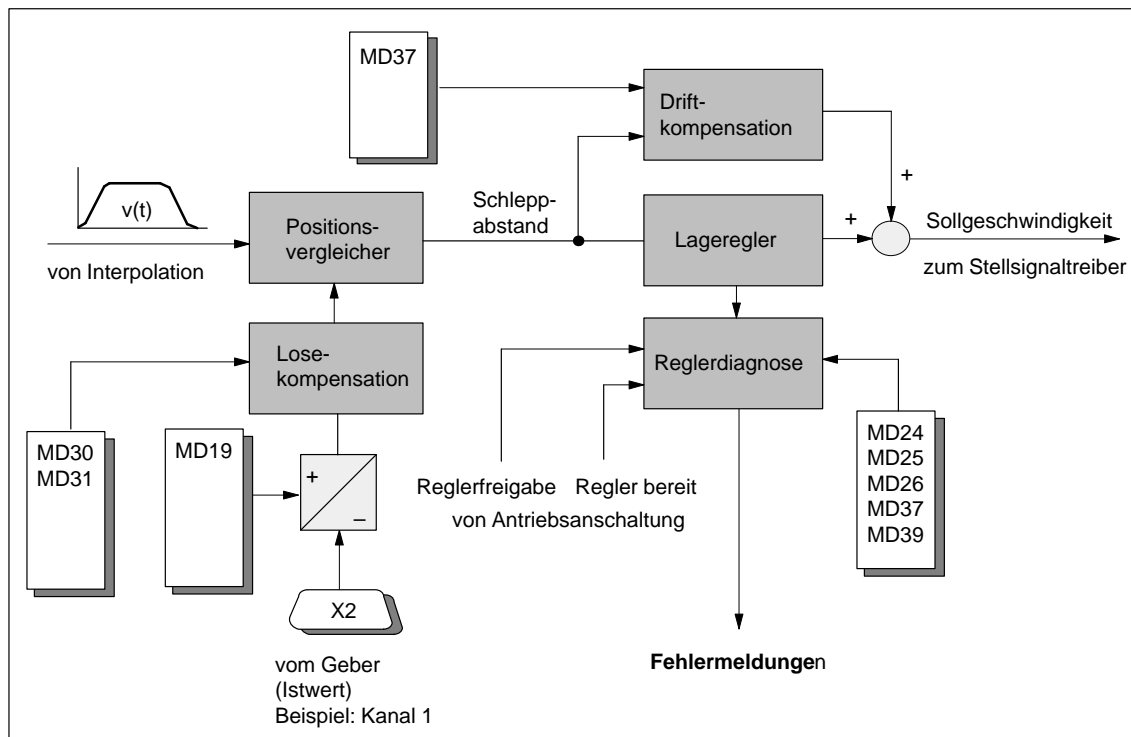 MD37
Drift-
kompensation
+
v(t)
von Interpolation
Positions-
vergleicher
Schlepp-
abstand
Lageregler
+
Sollgeschwindigkeit
zum Stellsignaltreiber
Lose-
kompensation
Reglerdiagnose
MD30
MD31
MD19
+
–
X2
vom Geber
(Istwert)
Beispiel: Kanal 1
Reglerfreigabe
Regler bereit
von Antriebsanschaltung
MD24
MD25
MD26
MD37
MD39
Fehlermeldungen